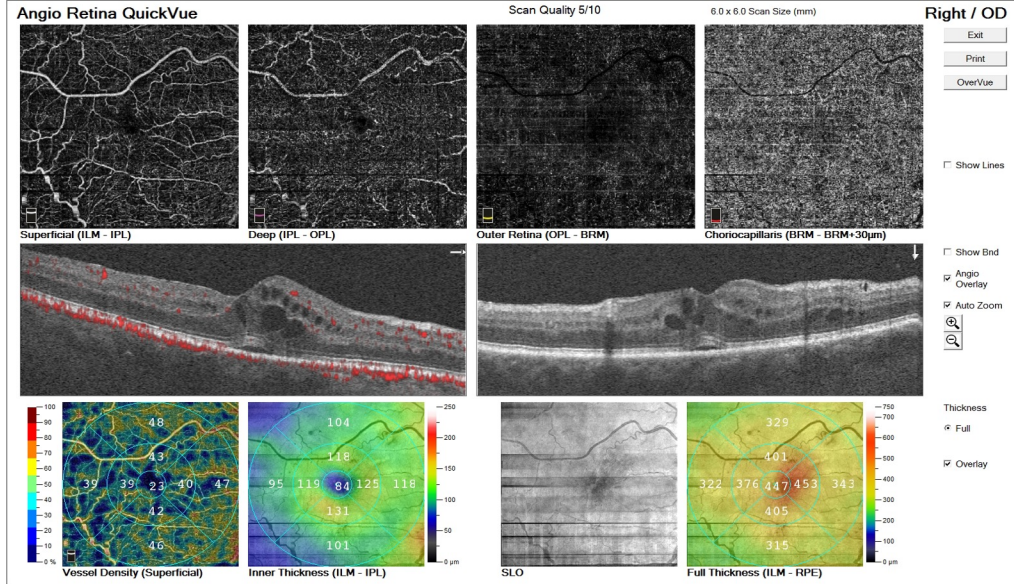 Angio Retina QuickVue
Scan Quality 5/10
6.0 x 6.0 Scan Size (mm)
Right / OD
Exit
Print
OverVue
Show Lines
Superficial (ILM - IPL)
Deep (IPL - OPL)
Outer Retina (OPL - BRM)
Choriocapillaris (BRM - BRM+30µm)
Show Bnd
Angio Overlay
Auto Zoom
100
90
80
70
60
50
40
30
20
10
0 %
48
43
39 39 23 40 47
42
46
Vessel Density (Superficial)
104
118
95 119 84 125 118
131
101
Inner Thickness (ILM - IPL)
250
200
150
100
50
0 µm
SLO
329
401
322 376 447 453 343
405
315
Full Thickness (ILM - RPE)
750
700
600
500
400
300
200
100
0 µm
Thickness
Full
Overlay